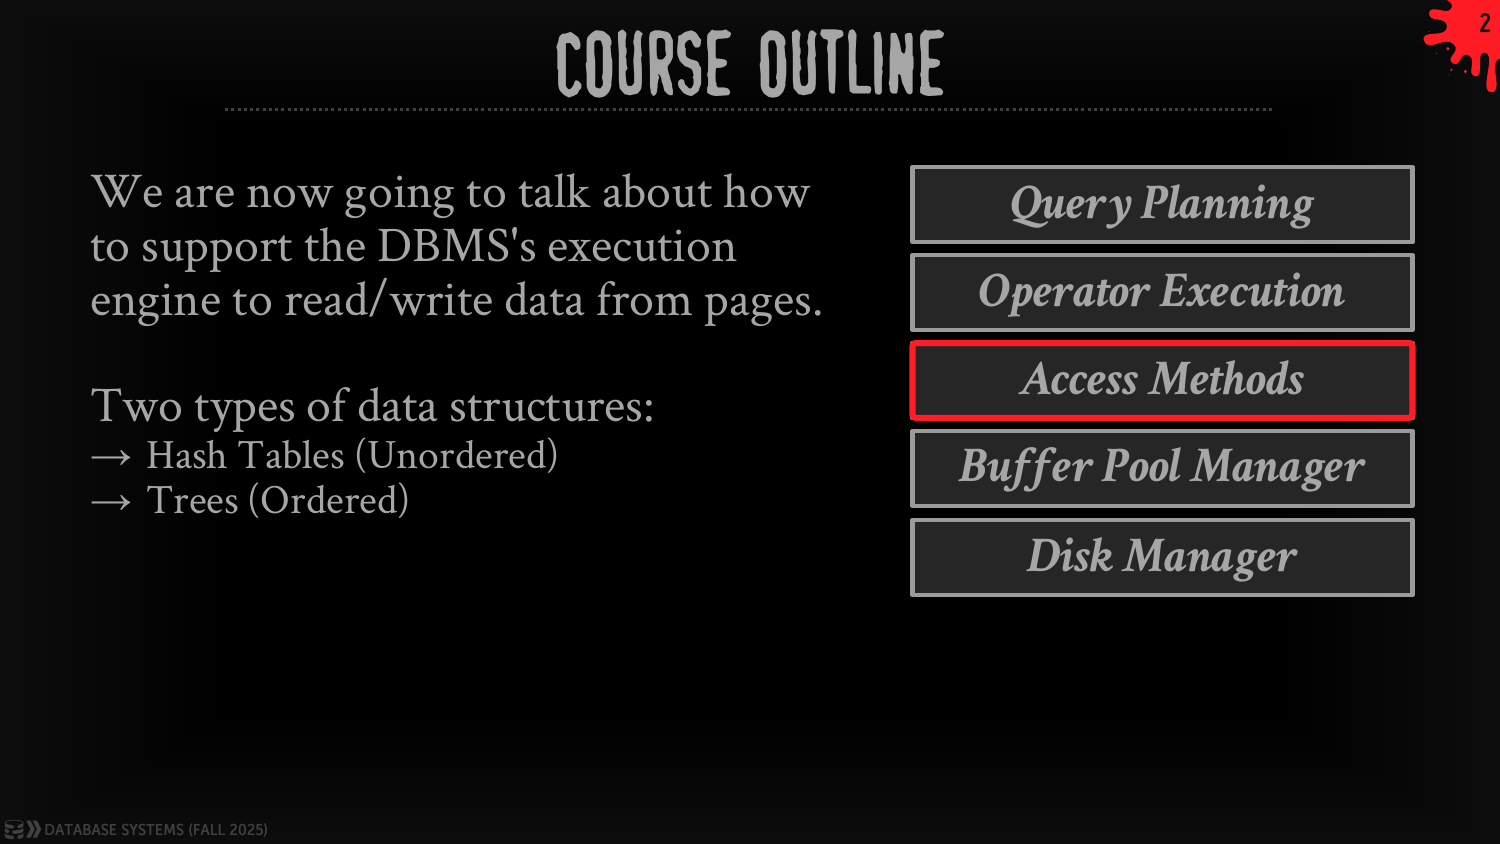 COURSE OUTLINE
2
We are now going to talk about how
to support the DBMS's execution
engine to read/write data from pages.
Two types of data structures:
→ Hash Tables (Unordered)
→ Trees (Ordered)
Query Planning
Operator Execution
Access Methods
Buffer Pool Manager
Disk Manager
DATABASE SYSTEMS (FALL 2025)